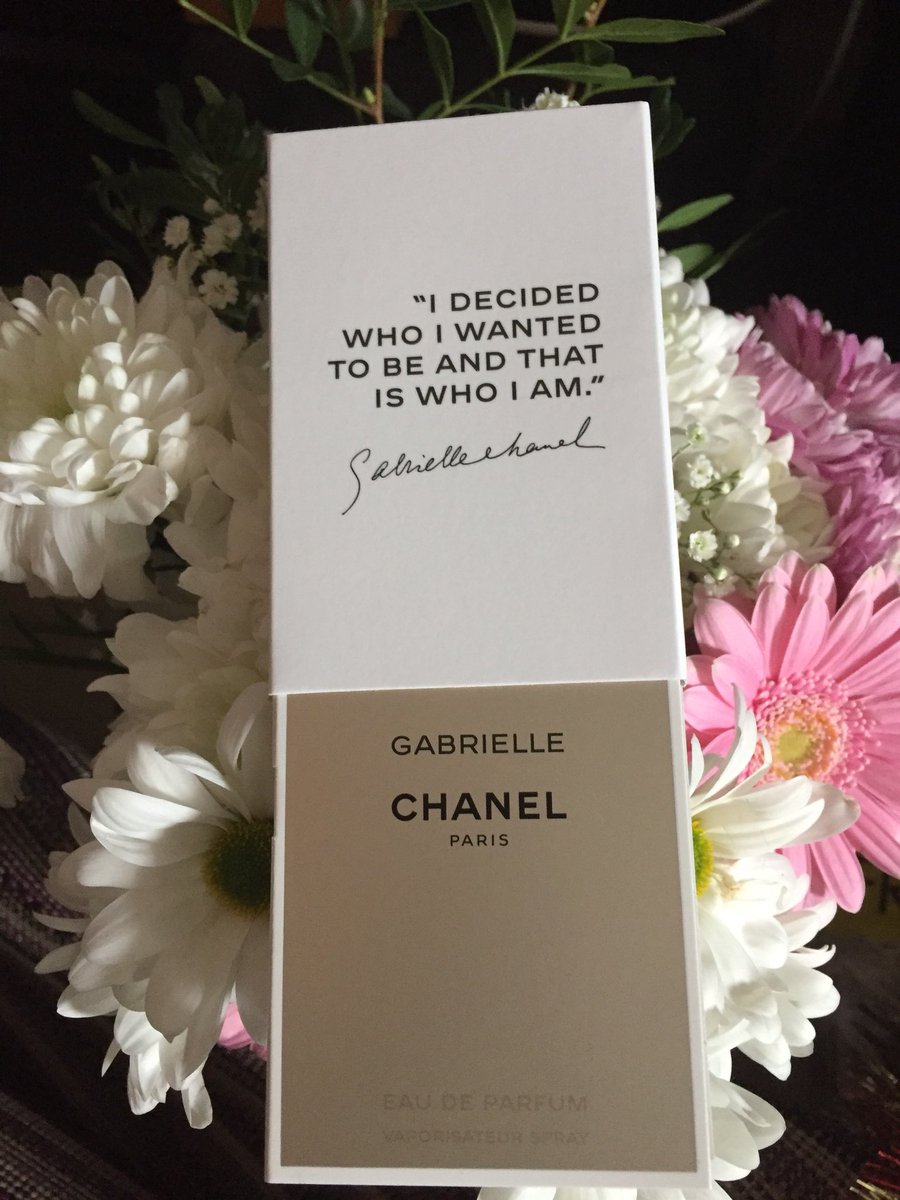 “I DECIDED
WHO I WANTED
TO BE AND THAT
IS WHO I AM.”
Gabrielle Chanel
GABRIELLE
CHANEL
PARIS
EAU DE PARFUM
VAPORISATEUR SPRAY